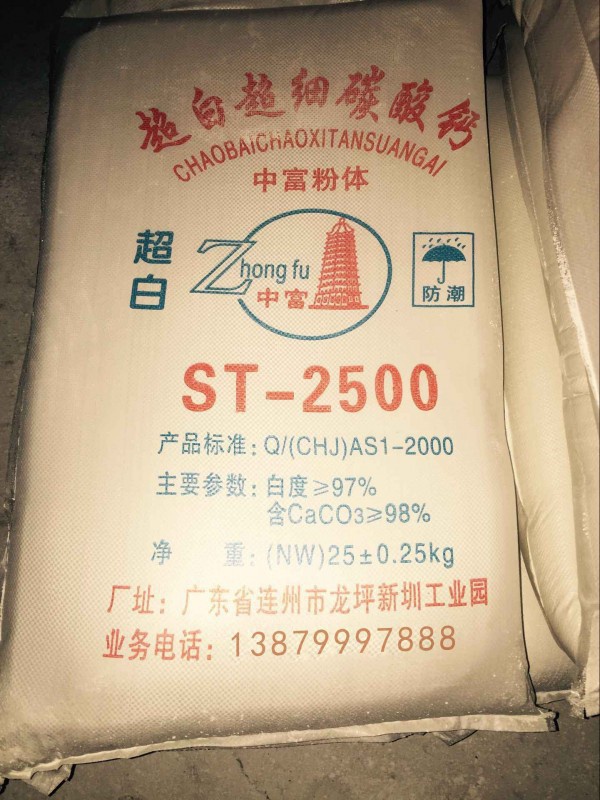 超白超细碳酸钙
CHAOBAICHAOXITANSUANGAI
中富粉体
超白
Zhong fu
中富
防潮
ST-2500
产品标准:Q/(CHJ)AS1-2000
主要参数:白度≥97%
含CaCO3≥98%
净 重:(NW)25±0.25kg
厂址:广东省连州市龙坪新圳工业园
业务电话:13879997888